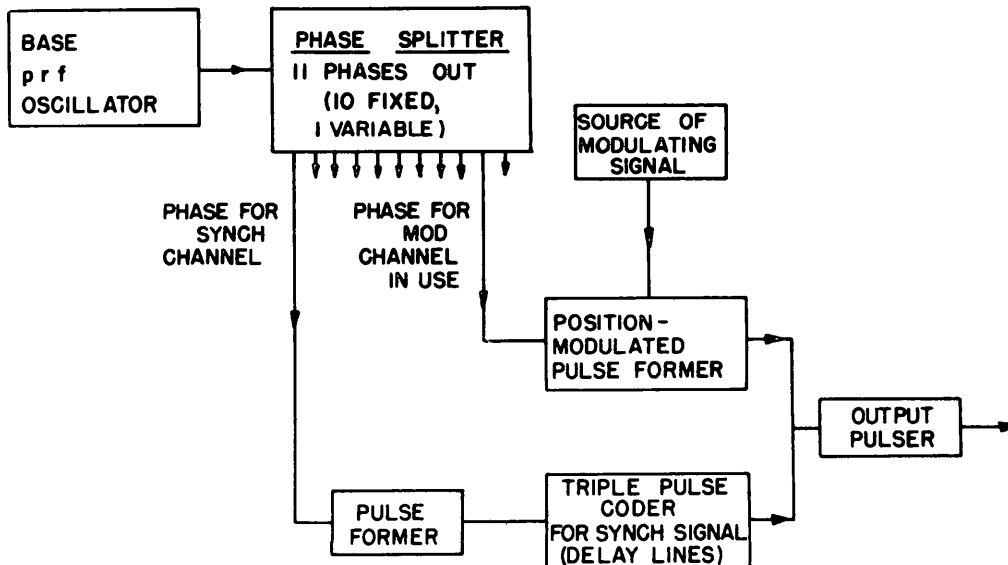 BASE
prf
OSCILLATOR
PHASE SPLITTER
11 PHASES OUT
(10 FIXED,
1 VARIABLE)
SOURCE OF
MODULATING
SIGNAL
PHASE FOR
SYNCH
CHANNEL
PHASE FOR
MOD
CHANNEL
IN USE
POSITION-
MODULATED
PULSE FORMER
OUTPUT
PULSER
PULSE
FORMER
TRIPLE PULSE
CODER
FOR SYNCH SIGNAL
(DELAY LINES)